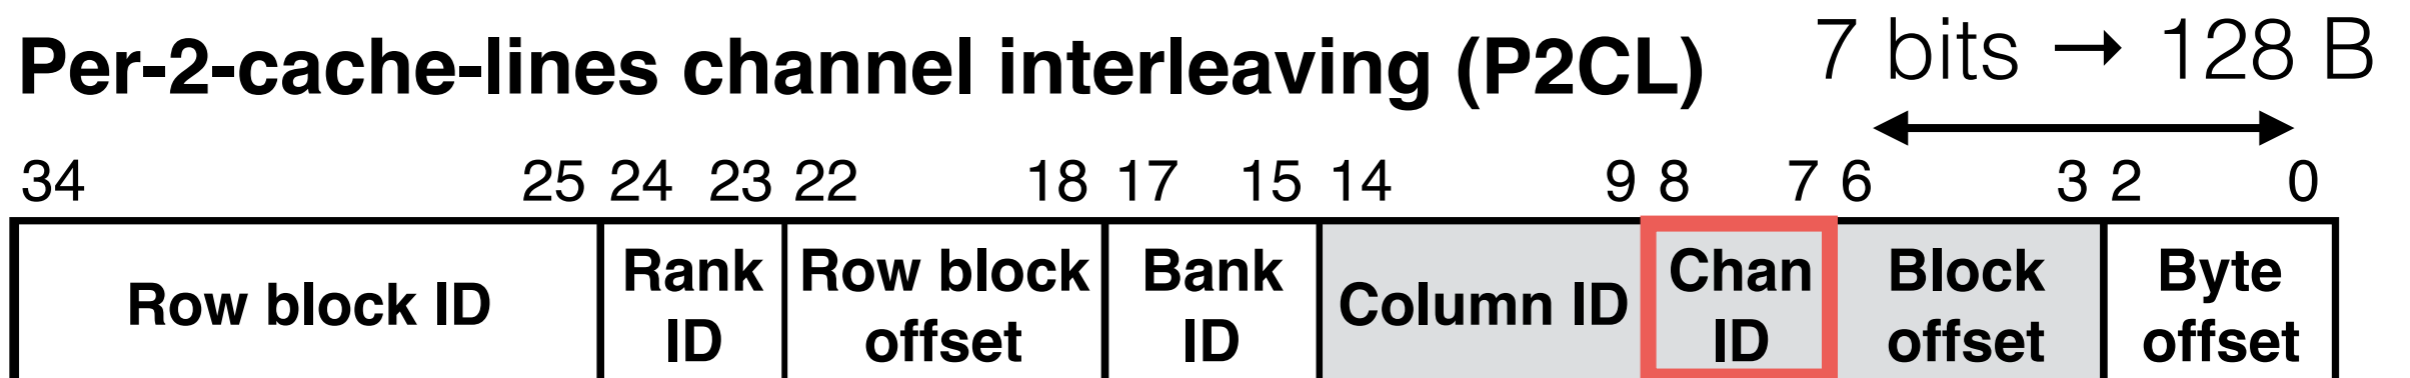 Per-2-cache-lines channel interleaving (P2CL) 7 bits → 128 B
34 25 24 23 22 18 17 15 14 9 8 7 6 3 2 0
Row block ID
Rank ID
Row block offset
Bank ID
Column ID
Chan ID
Block offset
Byte offset